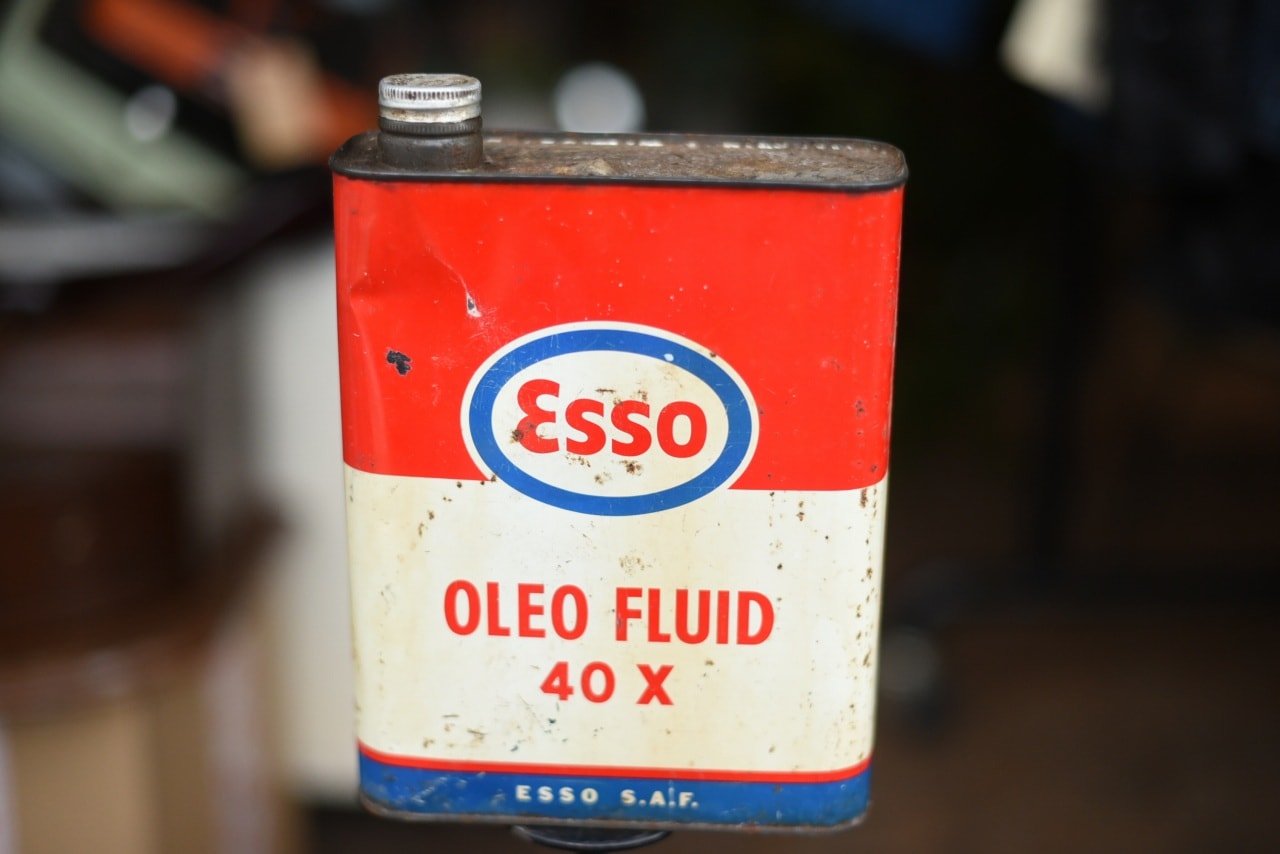 Esso
OLEO FLUID
40 X
ESSO S.A.F.